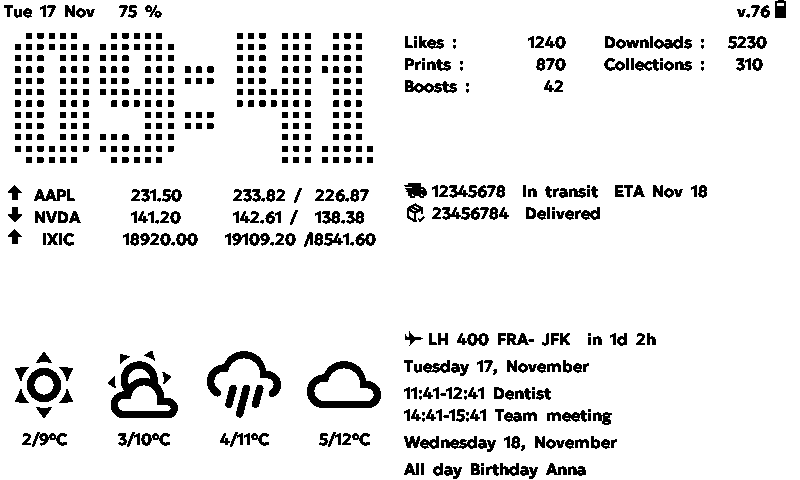 Tue 17 Nov 75 % v.76
09:41
Likes : 1240 Downloads : 5230
Prints : 870 Collections : 310
Boosts : 42
AAPL 231.50 233.82 / 226.87
NVDA 141.20 142.61 / 138.38
IXIC 18920.00 19109.20 /18541.60
12345678 In transit ETA Nov 18
23456784 Delivered
2/9°C 3/10°C 4/11°C 5/12°C
LH 400 FRA- JFK in 1d 2h
Tuesday 17, November
11:41-12:41 Dentist
14:41-15:41 Team meeting
Wednesday 18, November
All day Birthday Anna